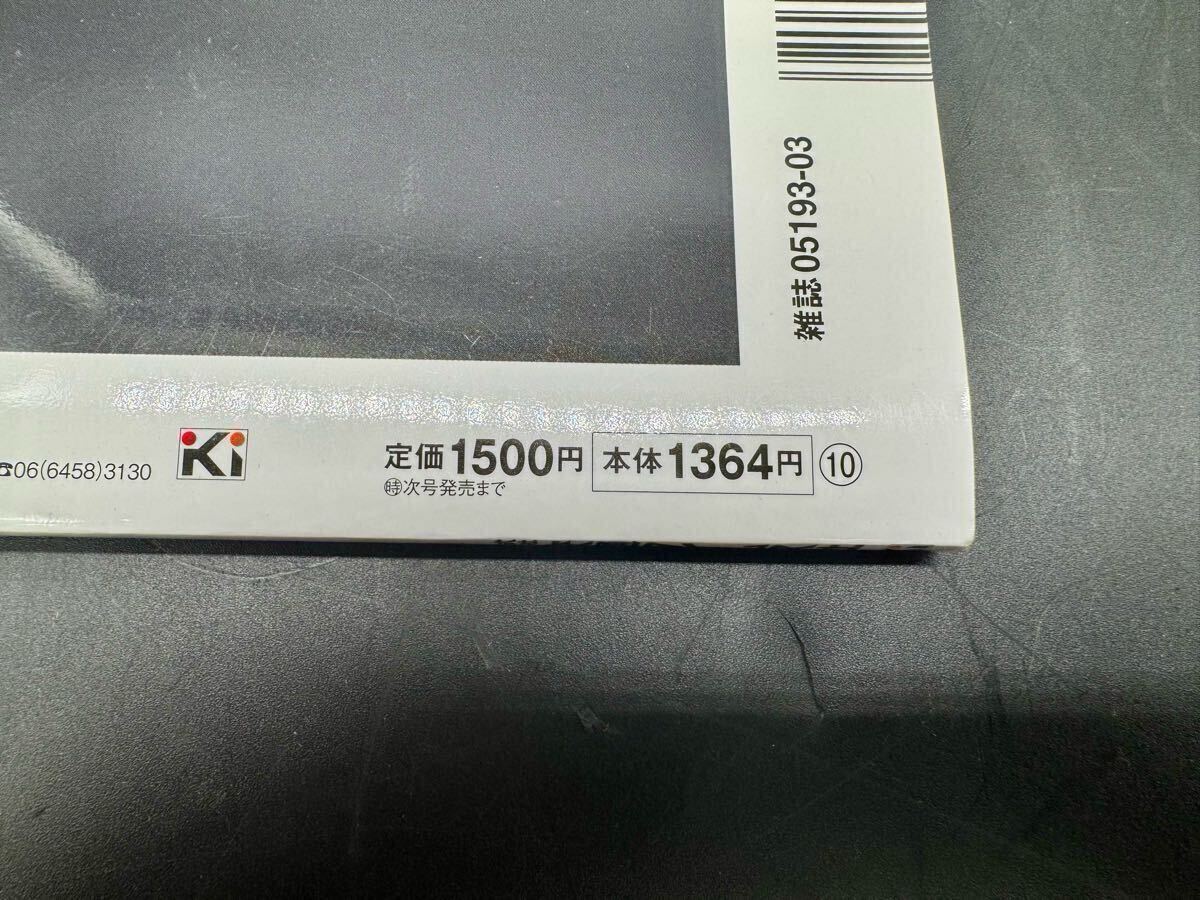 雑誌 05193-03
☎06(6458)3130
Ki
定価1500円 本体1364円 ⑩
㊕次号発売まで